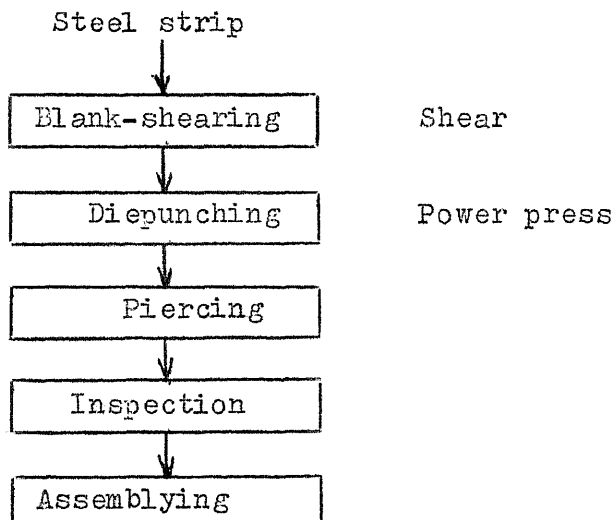 Steel strip
Blank-shearing Shear
Diepunching Power press
Piercing
Inspection
Assemblying